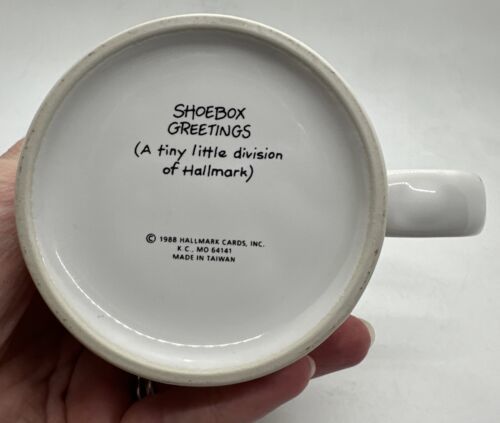 SHOEBOX
GREETINGS
(A tiny little division
of Hallmark)
© 1988 HALLMARK CARDS, INC.
K.C., MO 64141
MADE IN TAIWAN